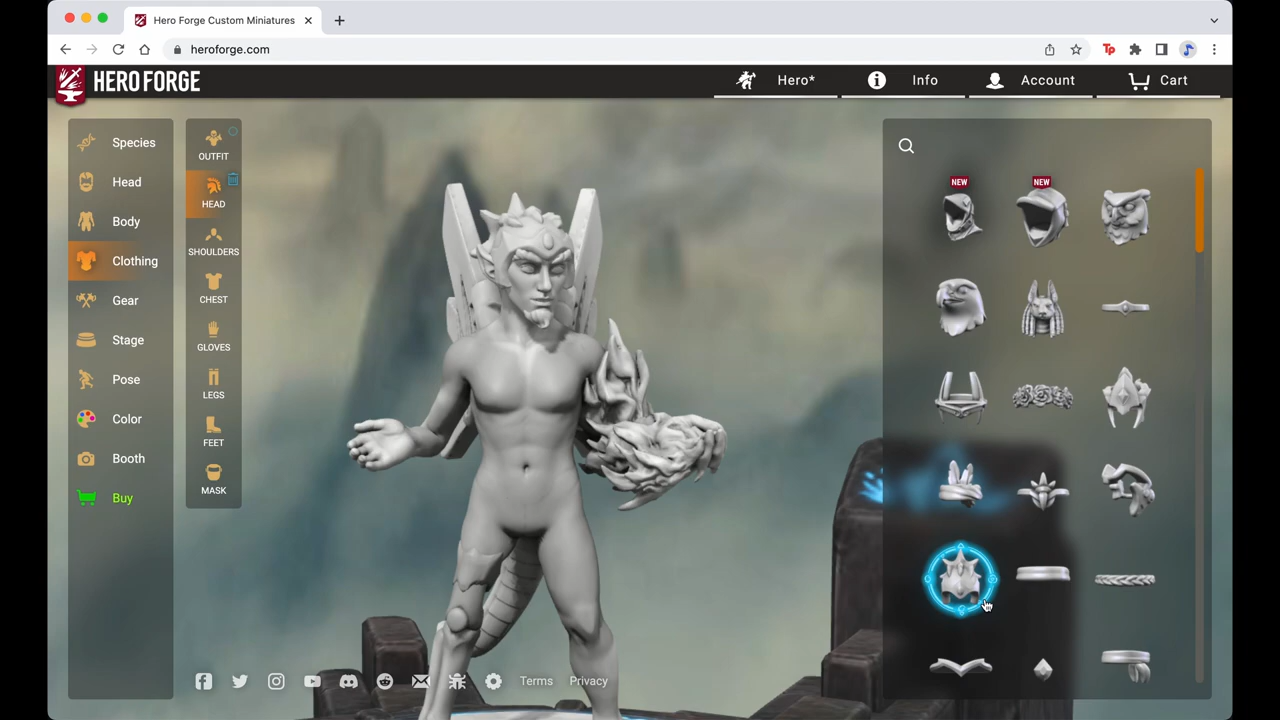 Hero Forge Custom Miniatures
heroforge.com
Tp
HERO FORGE
Hero*
Info
Account
Cart
Species
Head
Body
Clothing
Gear
Stage
Pose
Color
Booth
Buy
OUTFIT
HEAD
SHOULDERS
CHEST
GLOVES
LEGS
FEET
MASK
NEW
NEW
Terms
Privacy